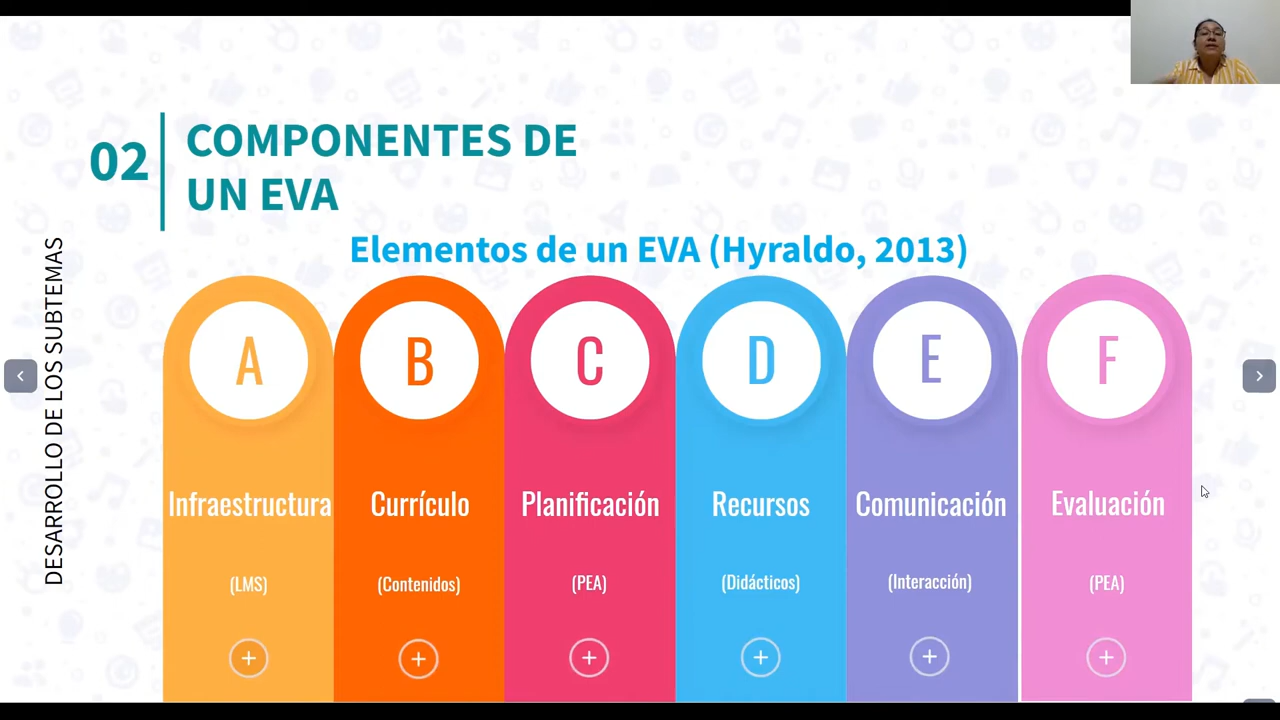 02
COMPONENTES DE
UN EVA
DESARROLLO DE LOS SUBTEMAS
Elementos de un EVA (Hyraldo, 2013)
A
B
C
D
E
F
Infraestructura
Currículo
Planificación
Recursos
Comunicación
Evaluación
(LMS)
(Contenidos)
(PEA)
(Didácticos)
(Interacción)
(PEA)